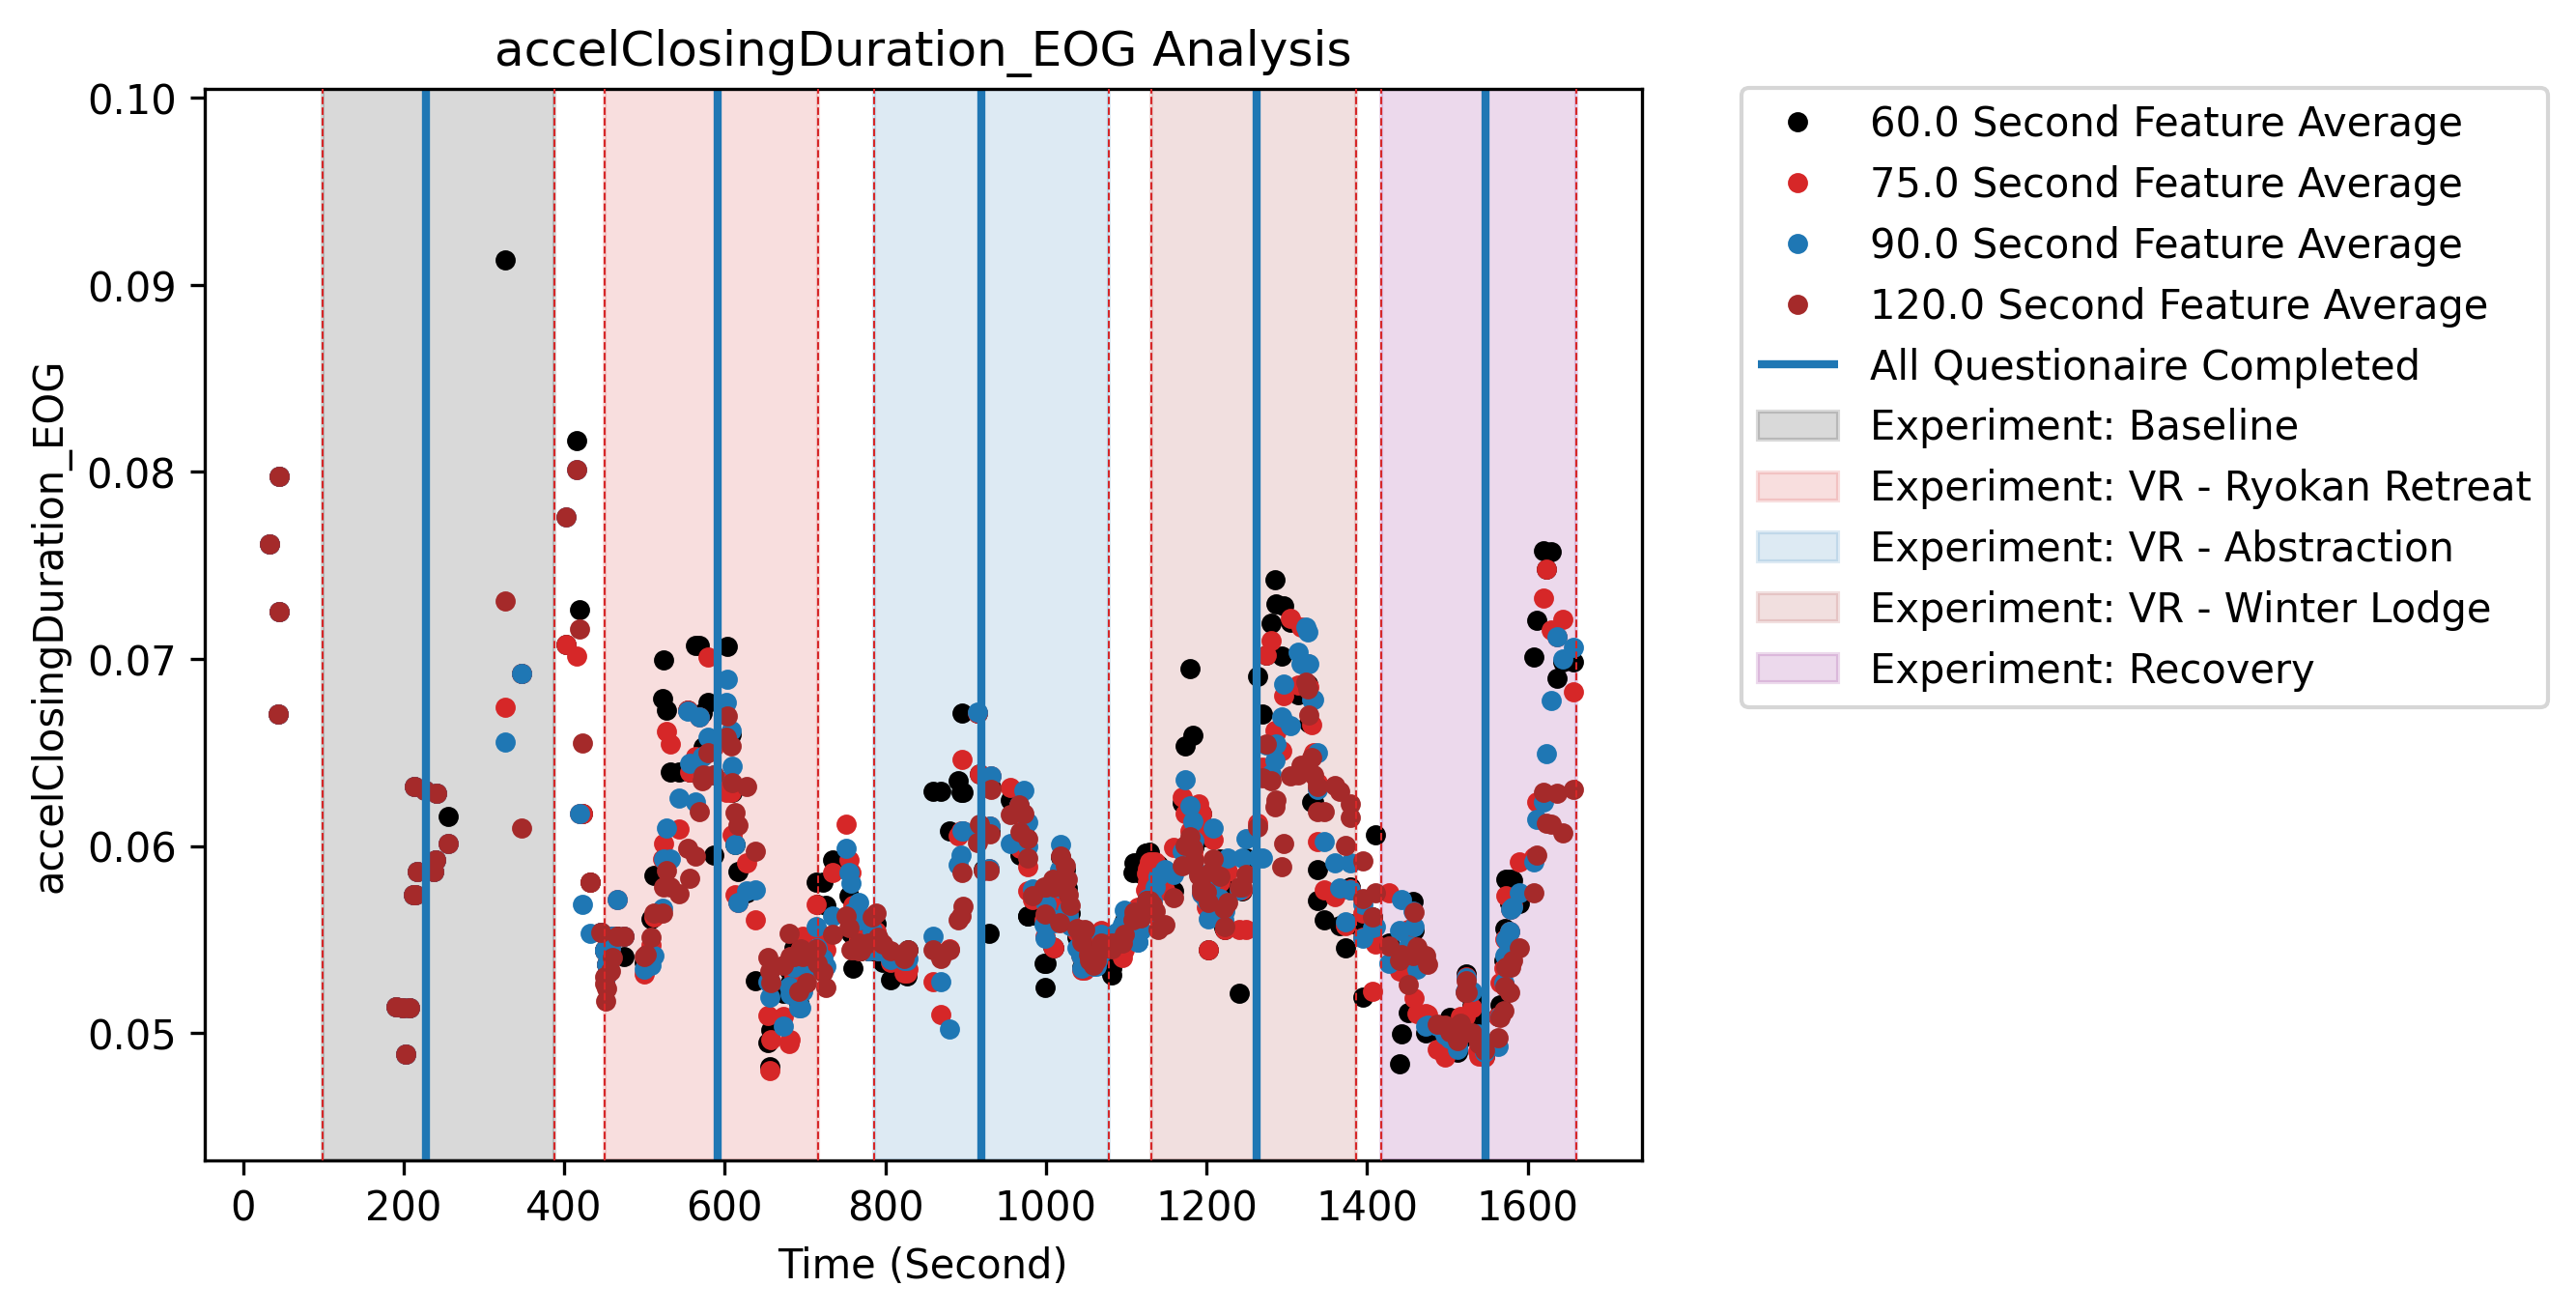 accelClosingDuration_EOG Analysis
0.10
0.09
0.08
0.07
0.06
0.05
accelClosingDuration_EOG
0 200 400 600 800 1000 1200 1400 1600
Time (Second)
60.0 Second Feature Average
75.0 Second Feature Average
90.0 Second Feature Average
120.0 Second Feature Average
All Questionaire Completed
Experiment: Baseline
Experiment: VR - Ryokan Retreat
Experiment: VR - Abstraction
Experiment: VR - Winter Lodge
Experiment: Recovery